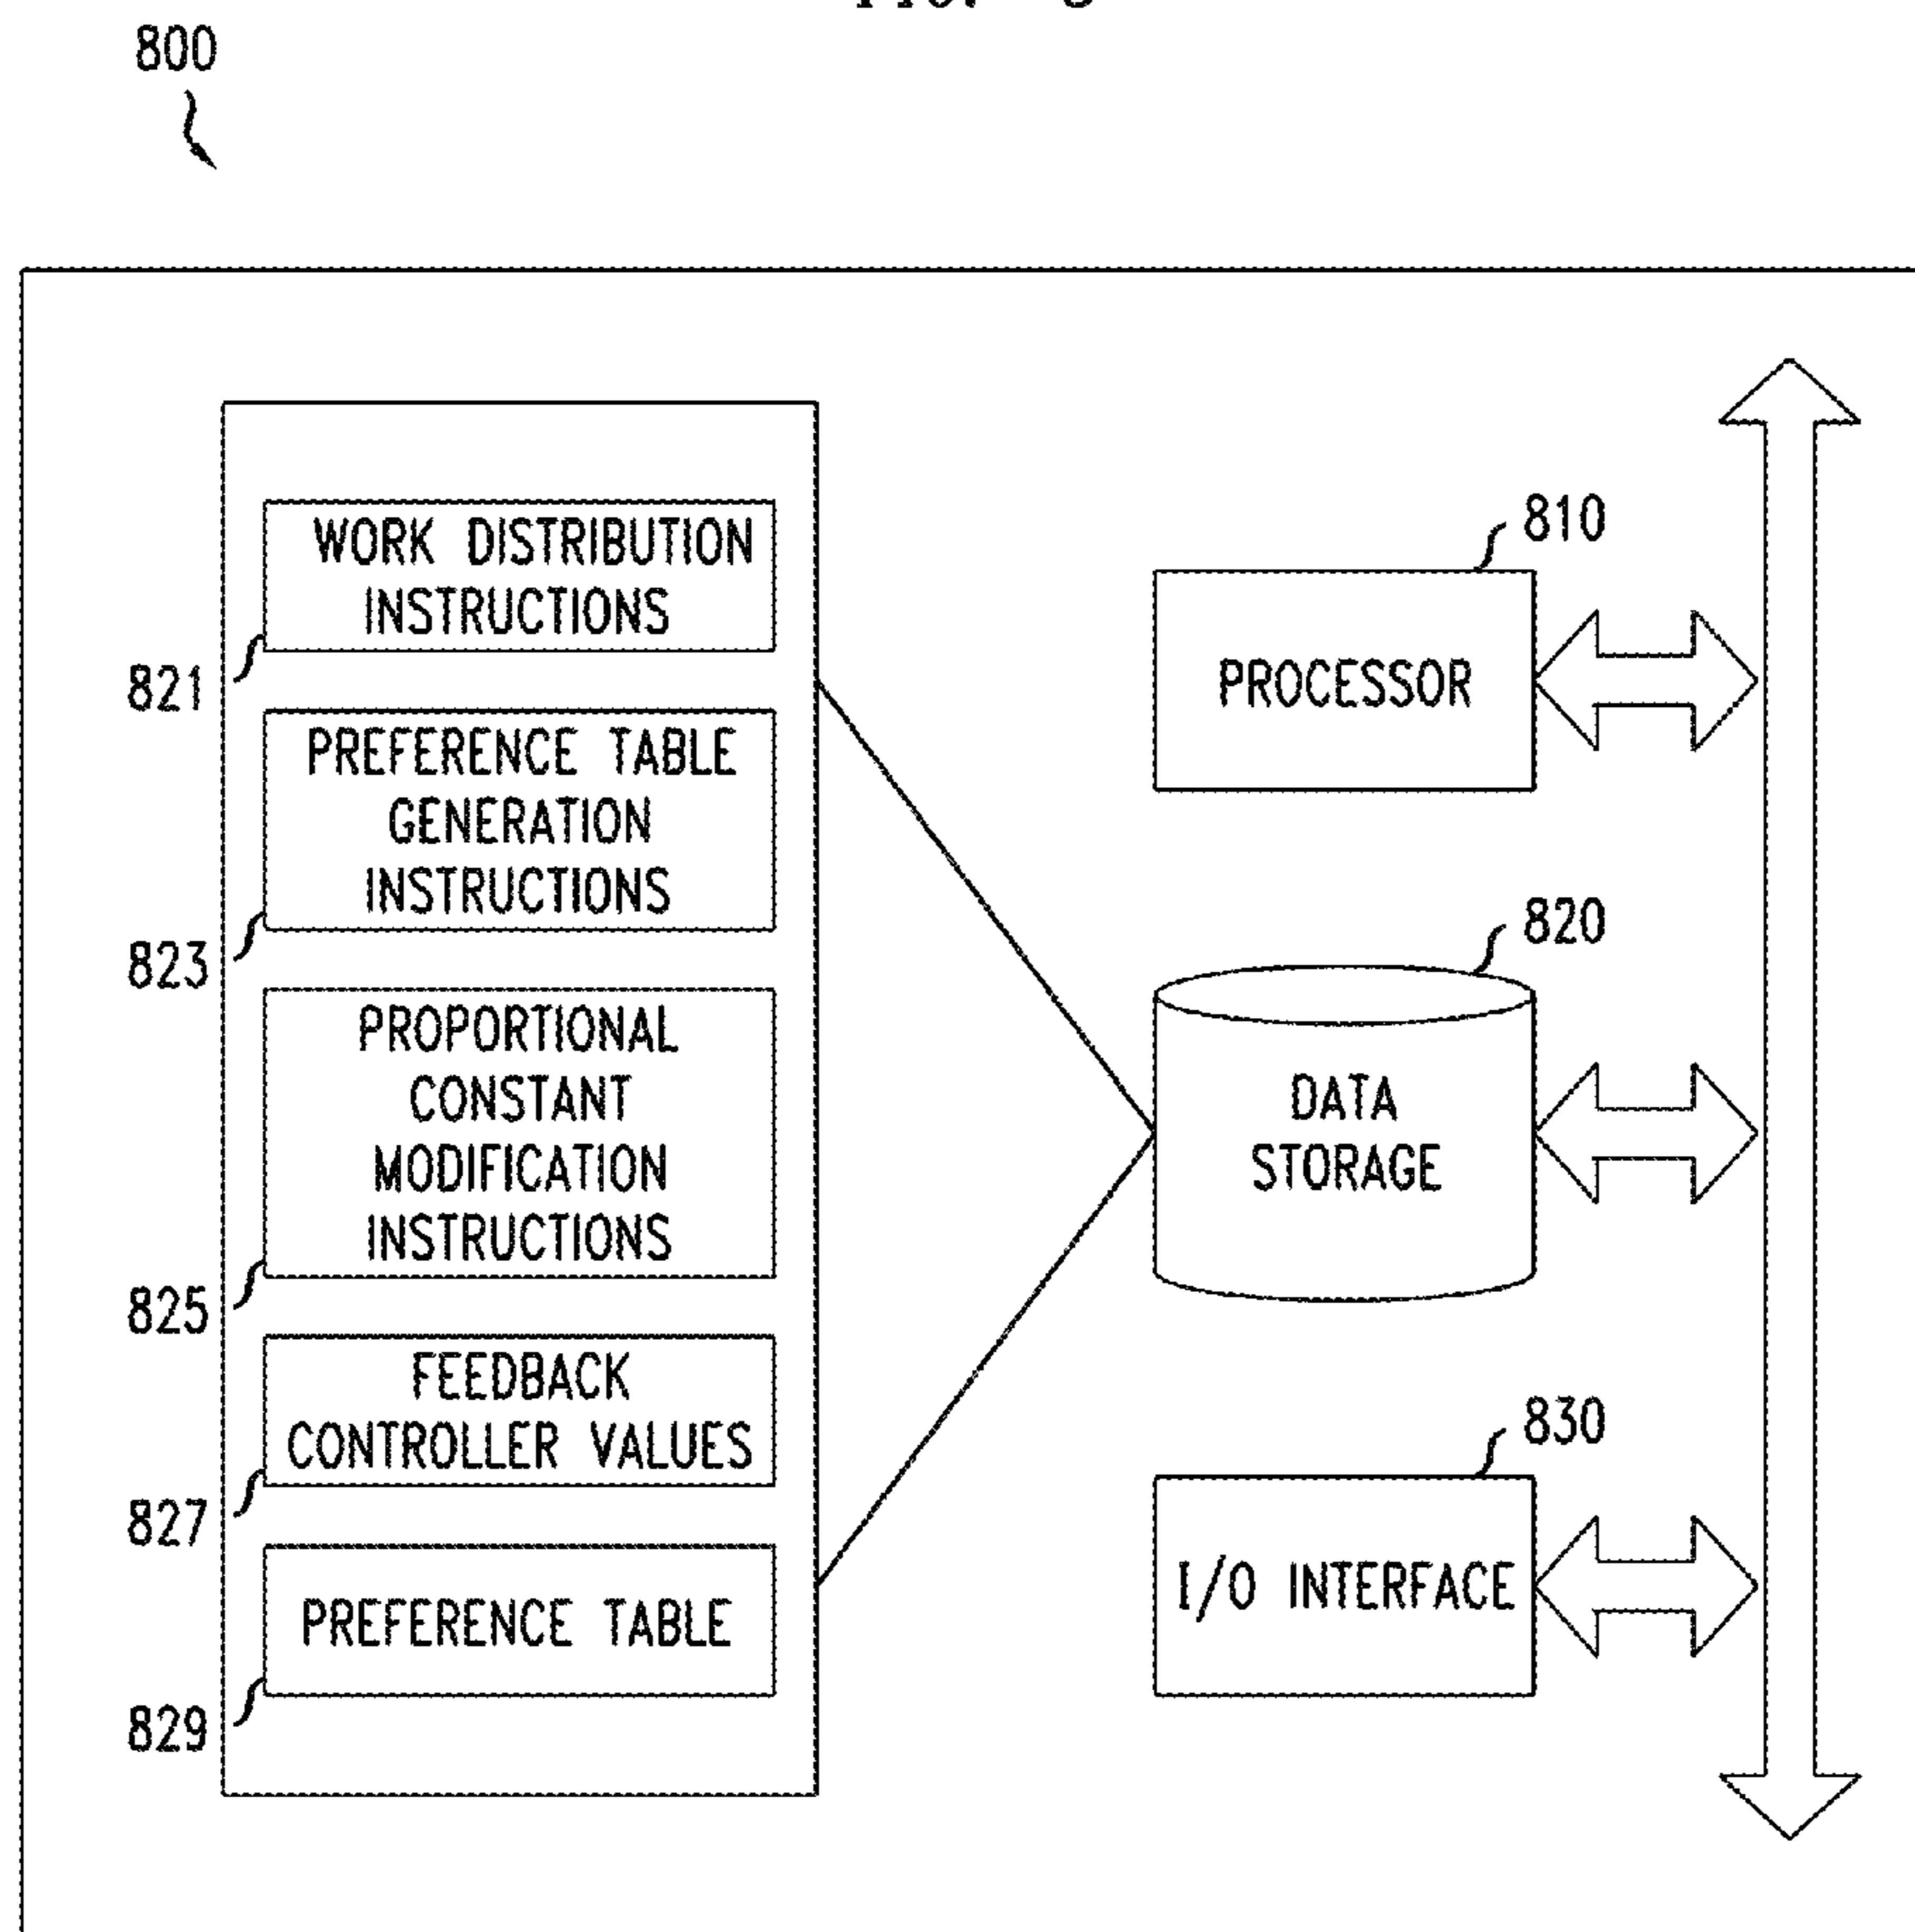 800
WORK DISTRIBUTION
INSTRUCTIONS
821
PREFERENCE TABLE
GENERATION
INSTRUCTIONS
823
PROPORTIONAL
CONSTANT
MODIFICATION
INSTRUCTIONS
825
FEEDBACK
CONTROLLER VALUES
827
PREFERENCE TABLE
829
810
PROCESSOR
820
DATA
STORAGE
830
I/O INTERFACE